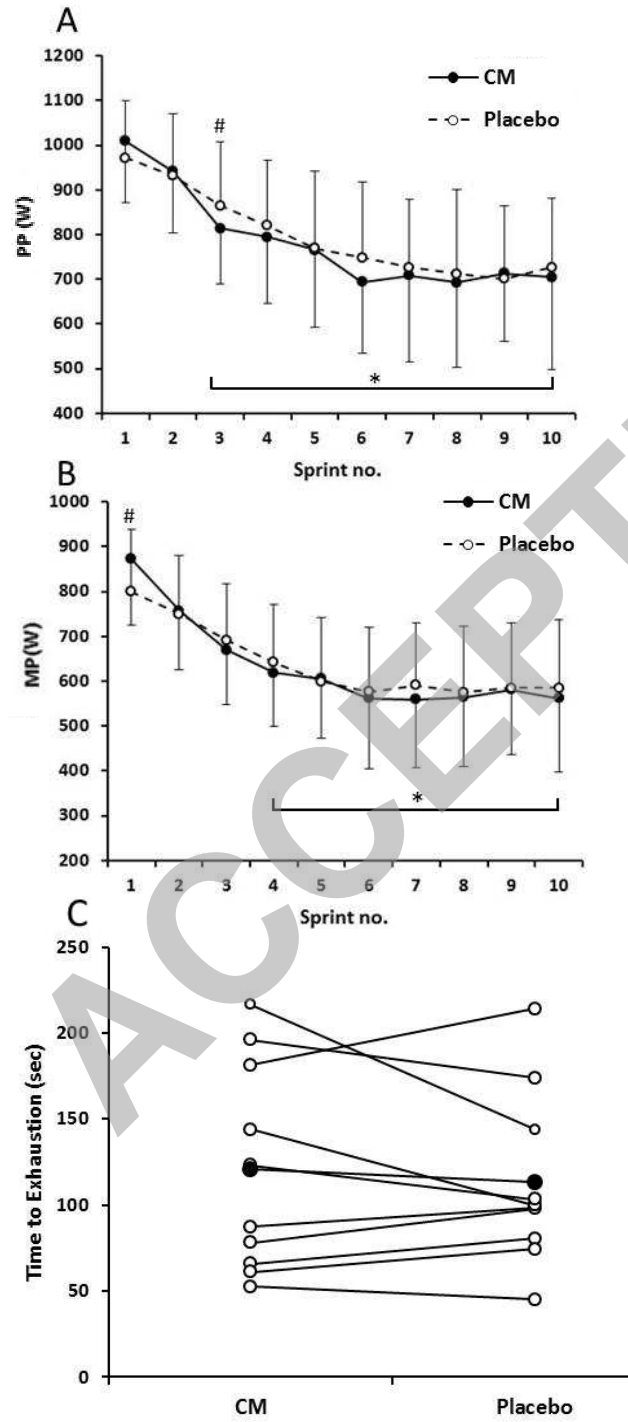 A
1200
1100
1000
900
800
700
600
500
400
PP (W)
#
CM
Placebo
*
1 2 3 4 5 6 7 8 9 10
Sprint no.
B
1000
900
800
700
600
500
400
300
200
MP(W)
#
CM
Placebo
*
1 2 3 4 5 6 7 8 9 10
Sprint no.
C
250
200
150
100
50
0
Time to Exhaustion (sec)
CM Placebo
ACCEPT